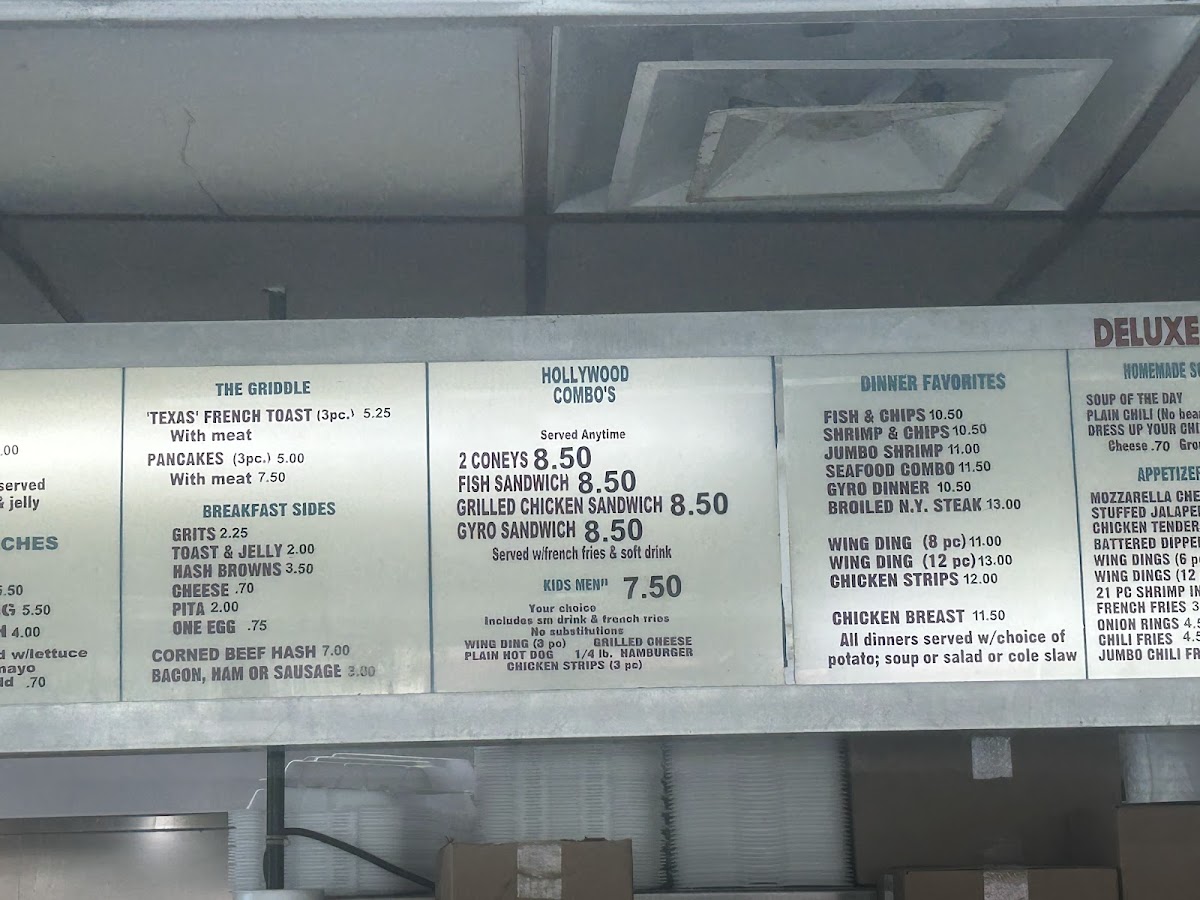 .00
served
& jelly
CHES
5.50
G 5.50
H 4.00
d w/lettuce
mayo
ld .70
THE GRIDDLE
'TEXAS' FRENCH TOAST (3pc.) 5.25
With meat
PANCAKES (3pc.) 5.00
With meat 7.50
BREAKFAST SIDES
GRITS 2.25
TOAST & JELLY 2.00
HASH BROWNS 3.50
CHEESE .70
PITA 2.00
ONE EGG .75
CORNED BEEF HASH 7.00
BACON, HAM OR SAUSAGE 3.00
HOLLYWOOD
COMBO'S
Served Anytime
2 CONEYS 8.50
FISH SANDWICH 8.50
GRILLED CHICKEN SANDWICH 8.50
GYRO SANDWICH 8.50
Served w/french fries & soft drink
KIDS MENU 7.50
Your choice
Includes sm drink & french fries
No substitutions
WING DING (3 pc) GRILLED CHEESE
PLAIN HOT DOG 1/4 lb. HAMBURGER
CHICKEN STRIPS (3 pc)
DINNER FAVORITES
FISH & CHIPS 10.50
SHRIMP & CHIPS 10.50
JUMBO SHRIMP 11.00
SEAFOOD COMBO 11.50
GYRO DINNER 10.50
BROILED N.Y. STEAK 13.00
WING DING (8 pc) 11.00
WING DING (12 pc) 13.00
CHICKEN STRIPS 12.00
CHICKEN BREAST 11.50
All dinners served w/choice of
potato; soup or salad or cole slaw
DELUXE
HOMEMADE SO
SOUP OF THE DAY
PLAIN CHILI (No bea
DRESS UP YOUR CHI
Cheese .70 Gro
APPETIZER
MOZZARELLA CHE
STUFFED JALAPE
CHICKEN TENDER
BATTERED DIPPE
WING DINGS (6 p
WING DINGS (12
21 PC SHRIMP IN
FRENCH FRIES 3.
ONION RINGS 4.5
CHILI FRIES 4.5
JUMBO CHILI FR